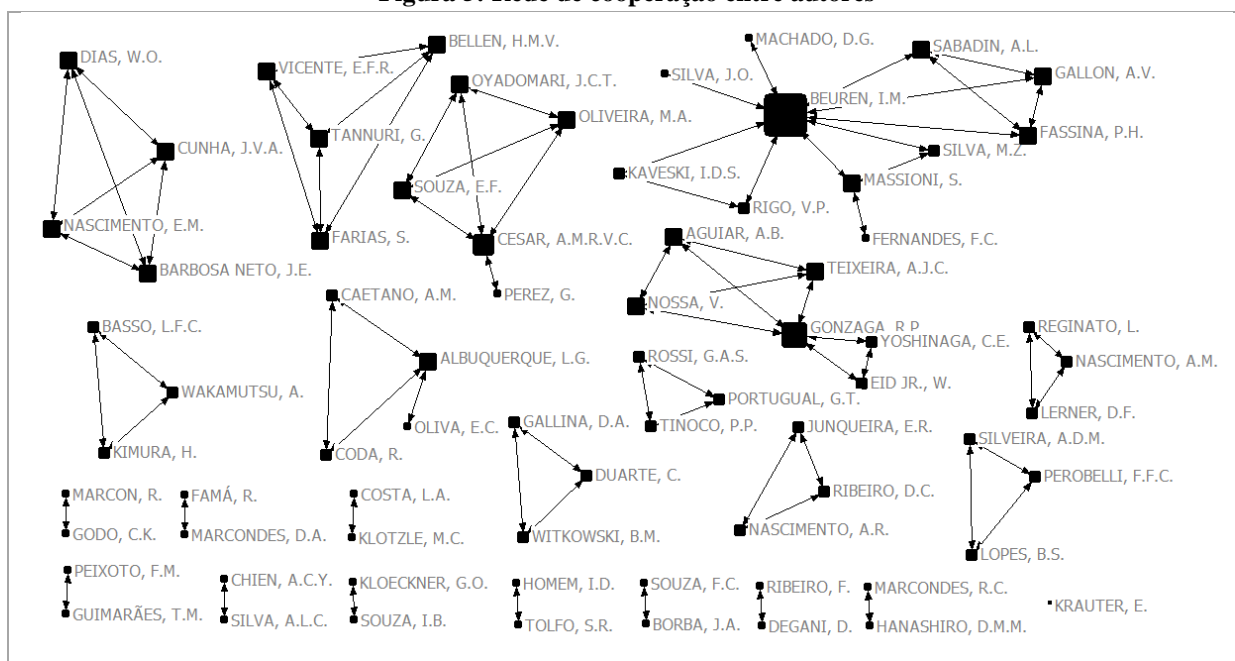 Figura 3: Rede de cooperação entre autores
DIAS, W.O.
CUNHA, J.V.A.
NASCIMENTO, E.M.
BARBOSA NETO, J.E.
BELLEN, H.M.V.
VICENTE, E.F.R.
TANNURI, G.
FARIAS, S.
OYADOMARI, J.C.T.
OLIVEIRA, M.A.
SOUZA, E.F.
CESAR, A.M.R.V.C.
PEREZ, G.
MACHADO, D.G.
SILVA, J.O.
BEUREN, I.M.
SABADIN, A.L.
GALLON, A.V.
FASSINA, P.H.
SILVA, M.Z.
KAVESKI, I.D.S.
MASSIONI, S.
RIGO, V.P.
FERNANDES, F.C.
AGUIAR, A.B.
TEIXEIRA, A.J.C.
NOSSA, V.
GONZAGA, R.P.
YOSHINAGA, C.E.
EID JR., W.
BASSO, L.F.C.
WAKAMUTSU, A.
KIMURA, H.
CAETANO, A.M.
ALBUQUERQUE, L.G.
OLIVA, E.C.
CODA, R.
ROSSI, G.A.S.
PORTUGUAL, G.T.
TINOCO, P.P.
REGINATO, L.
NASCIMENTO, A.M.
LERNER, D.F.
GALLINA, D.A.
DUARTE, C.
WITKOWSKI, B.M.
JUNQUEIRA, E.R.
RIBEIRO, D.C.
NASCIMENTO, A.R.
SILVEIRA, A.D.M.
PEROBELLI, F.F.C.
LOPES, B.S.
MARCON, R.
GODO, C.K.
FAMÁ, R.
MARCONDES, D.A.
COSTA, L.A.
KLOTZLE, M.C.
PEIXOTO, F.M.
GUIMARÃES, T.M.
CHIEN, A.C.Y.
SILVA, A.L.C.
KLOECKNER, G.O.
SOUZA, I.B.
HOMEM, I.D.
TOLFO, S.R.
SOUZA, F.C.
BORBA, J.A.
RIBEIRO, F.
DEGANI, D.
MARCONDES, R.C.
HANASHIRO, D.M.M.
KRAUTER, E.